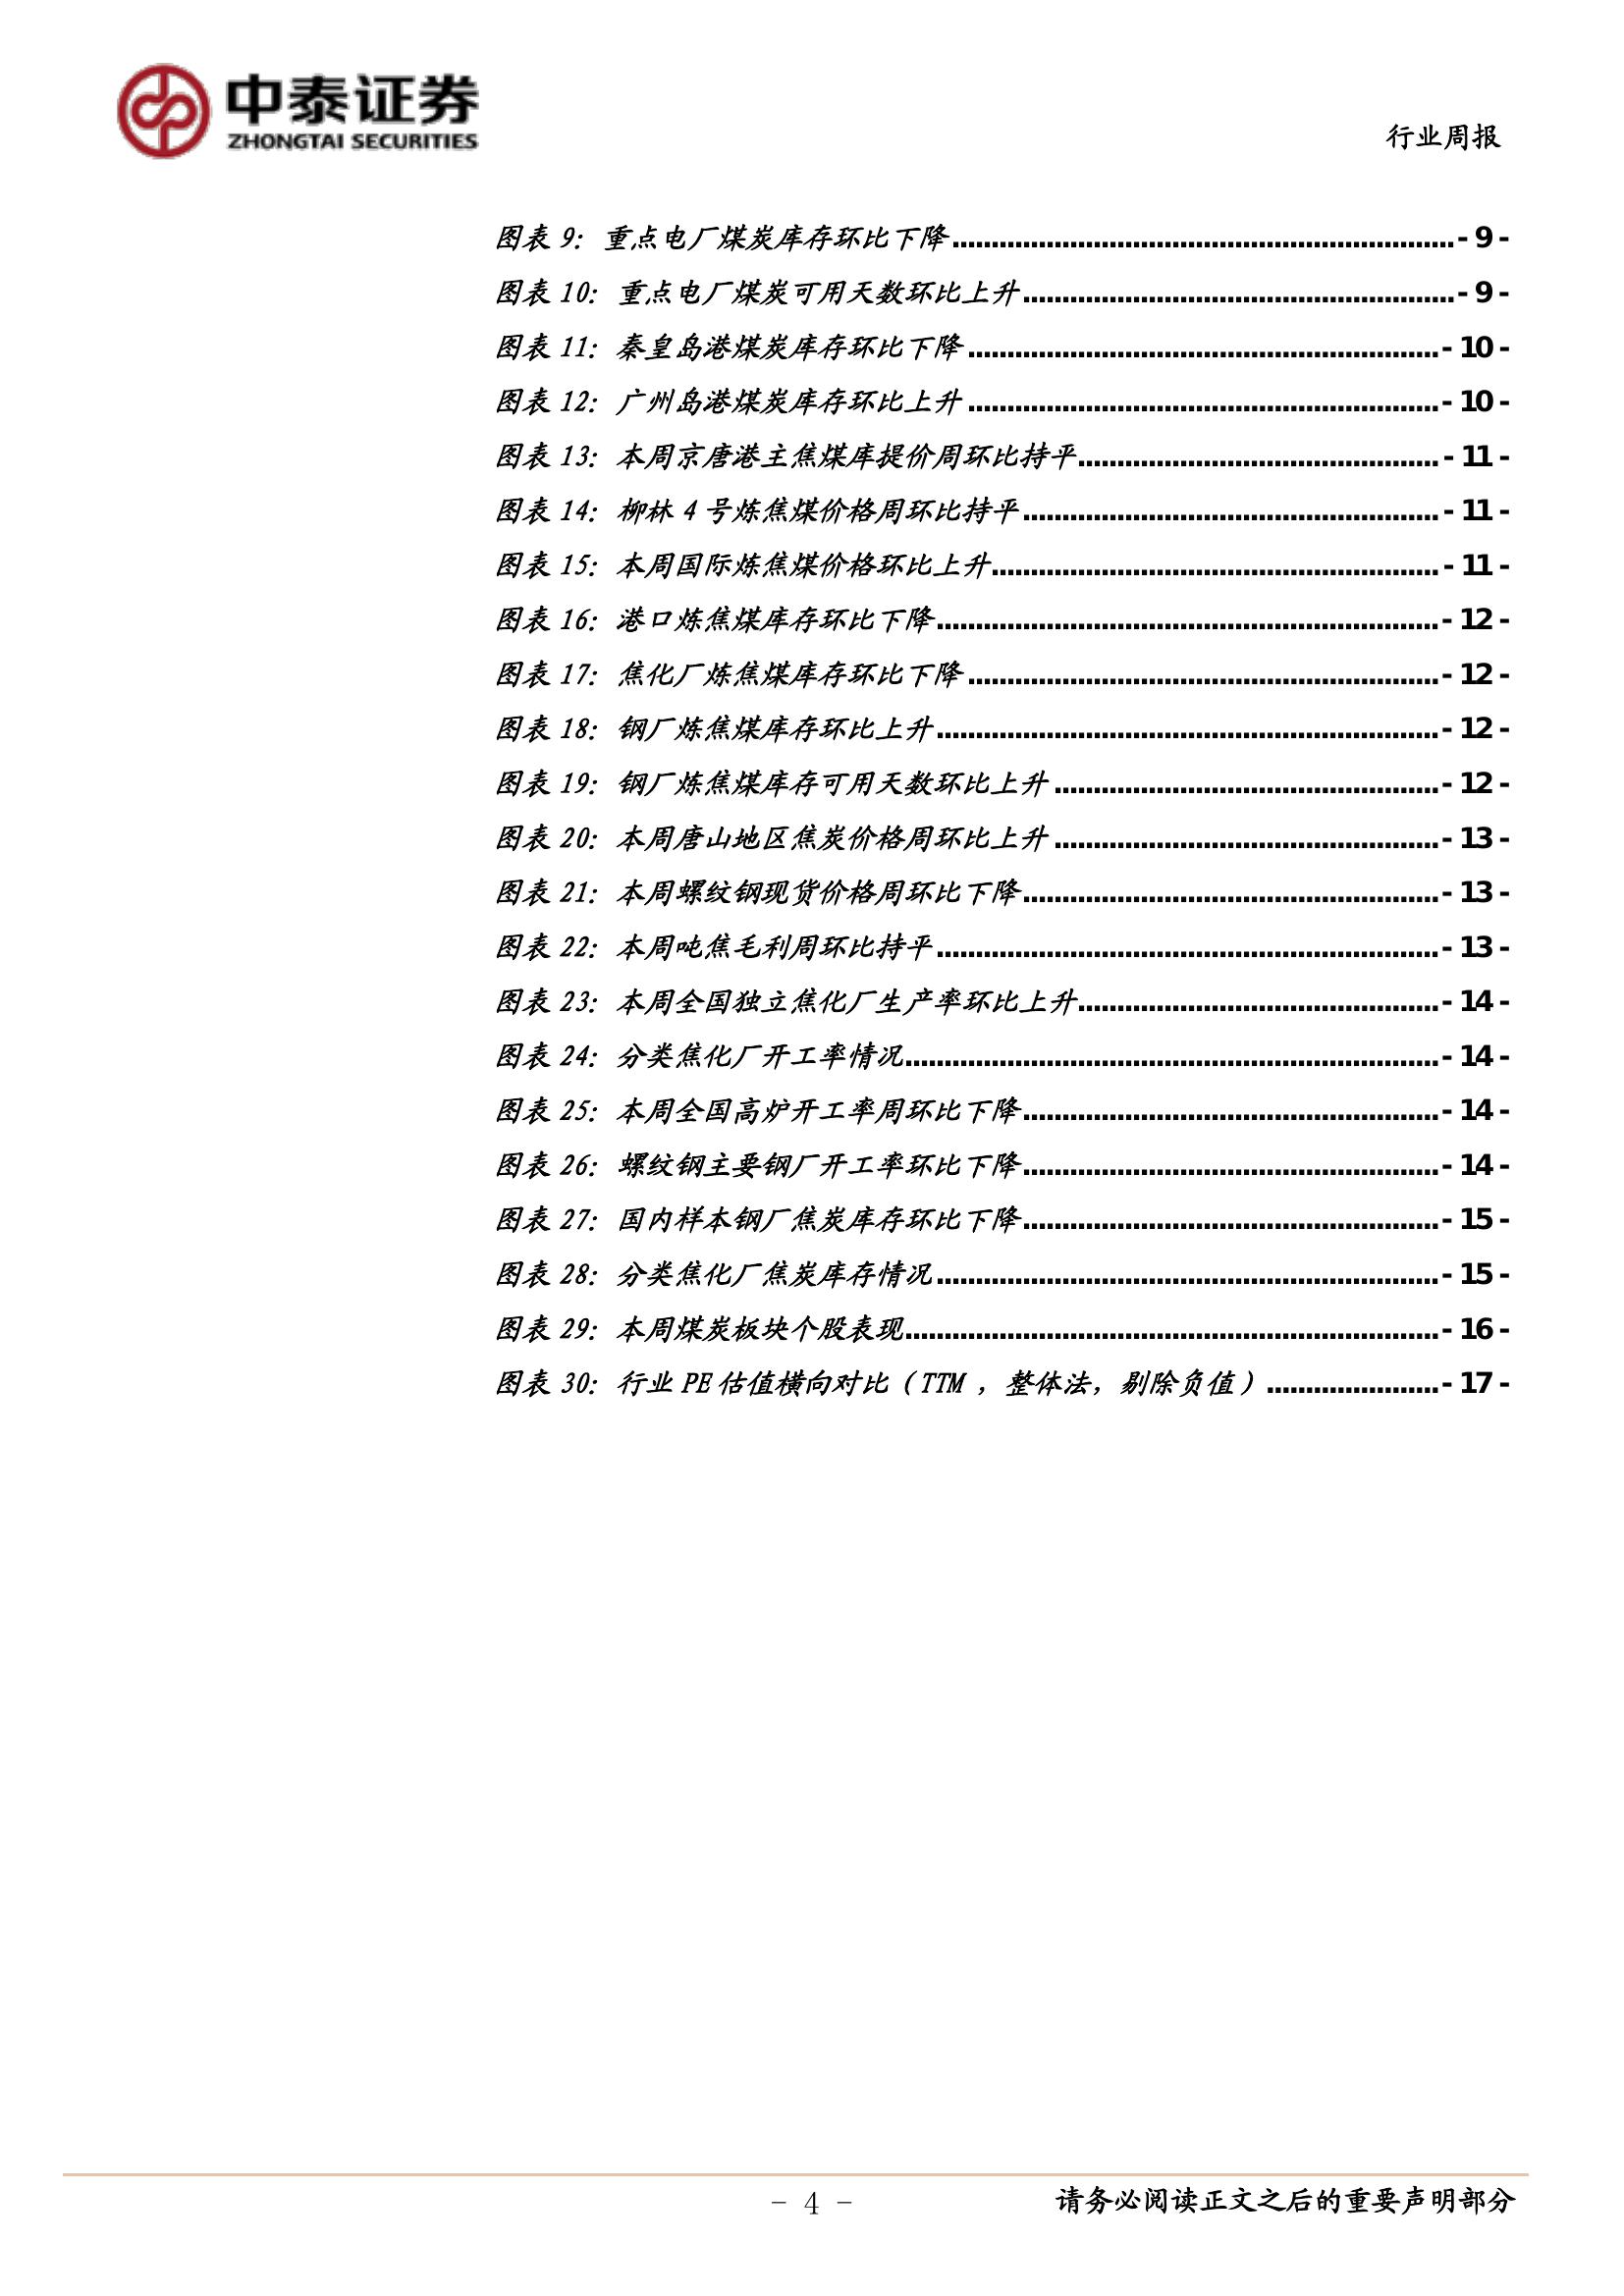 中泰证券
ZHONGTAI SECURITIES
行业周报
图表 9：重点电厂煤炭库存环比下降................................................................- 9 -
图表 10：重点电厂煤炭可用天数环比上升.......................................................- 9 -
图表 11：秦皇岛港煤炭库存环比下降............................................................- 10 -
图表 12：广州岛港煤炭库存环比上升............................................................- 10 -
图表 13：本周京唐港主焦煤库提价周环比持平..............................................- 11 -
图表 14：柳林 4 号炼焦煤价格周环比持平.....................................................- 11 -
图表 15：本周国际炼焦煤价格环比上升.........................................................- 11 -
图表 16：港口炼焦煤库存环比下降................................................................- 12 -
图表 17：焦化厂炼焦煤库存环比下降............................................................- 12 -
图表 18：钢厂炼焦煤库存环比上升................................................................- 12 -
图表 19：钢厂炼焦煤库存可用天数环比上升.................................................- 12 -
图表 20：本周唐山地区焦炭价格周环比上升.................................................- 13 -
图表 21：本周螺纹钢现货价格周环比下降.....................................................- 13 -
图表 22：本周吨焦毛利周环比持平................................................................- 13 -
图表 23：本周全国独立焦化厂生产率环比上升..............................................- 14 -
图表 24：分类焦化厂开工率情况....................................................................- 14 -
图表 25：本周全国高炉开工率周环比下降.....................................................- 14 -
图表 26：螺纹钢主要钢厂开工率环比下降.....................................................- 14 -
图表 27：国内样本钢厂焦炭库存环比下降.....................................................- 15 -
图表 28：分类焦化厂焦炭库存情况................................................................- 15 -
图表 29：本周煤炭板块个股表现....................................................................- 16 -
图表 30：行业 PE 估值横向对比（TTM ，整体法，剔除负值）......................- 17 -
- 4 -
请务必阅读正文之后的重要声明部分